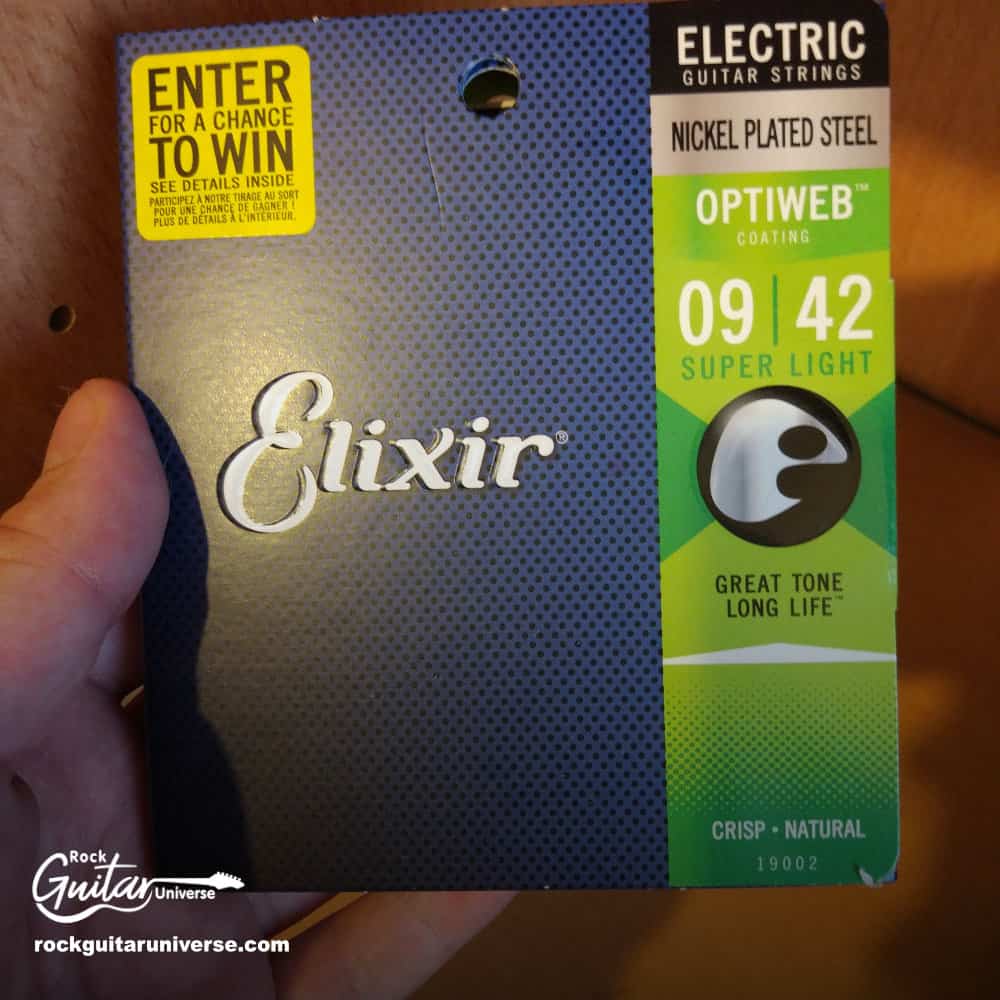 ENTER
FOR A CHANCE
TO WIN
SEE DETAILS INSIDE
PARTICIPEZ À NOTRE TIRAGE AU SORT
POUR UNE CHANCE DE GAGNER !
PLUS DE DÉTAILS À L'INTÉRIEUR.
Elixir®
ELECTRIC
GUITAR STRINGS
NICKEL PLATED STEEL
OPTIWEB™
COATING
09 | 42
SUPER LIGHT
GREAT TONE
LONG LIFE™
CRISP • NATURAL
19002
Rock
Guitar
Universe
rockguitaruniverse.com